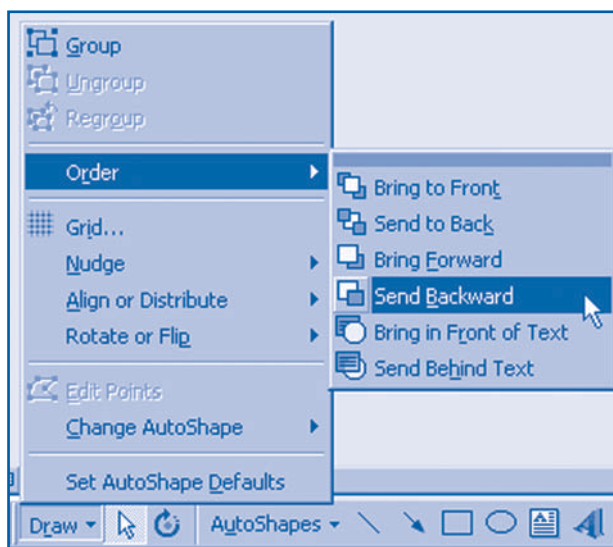 Group
Ungroup
Regroup
Order
Grid...
Nudge
Align or Distribute
Rotate or Flip
Edit Points
Change AutoShape
Set AutoShape Defaults
Bring to Front
Send to Back
Bring Forward
Send Backward
Bring in Front of Text
Send Behind Text
Draw
AutoShapes